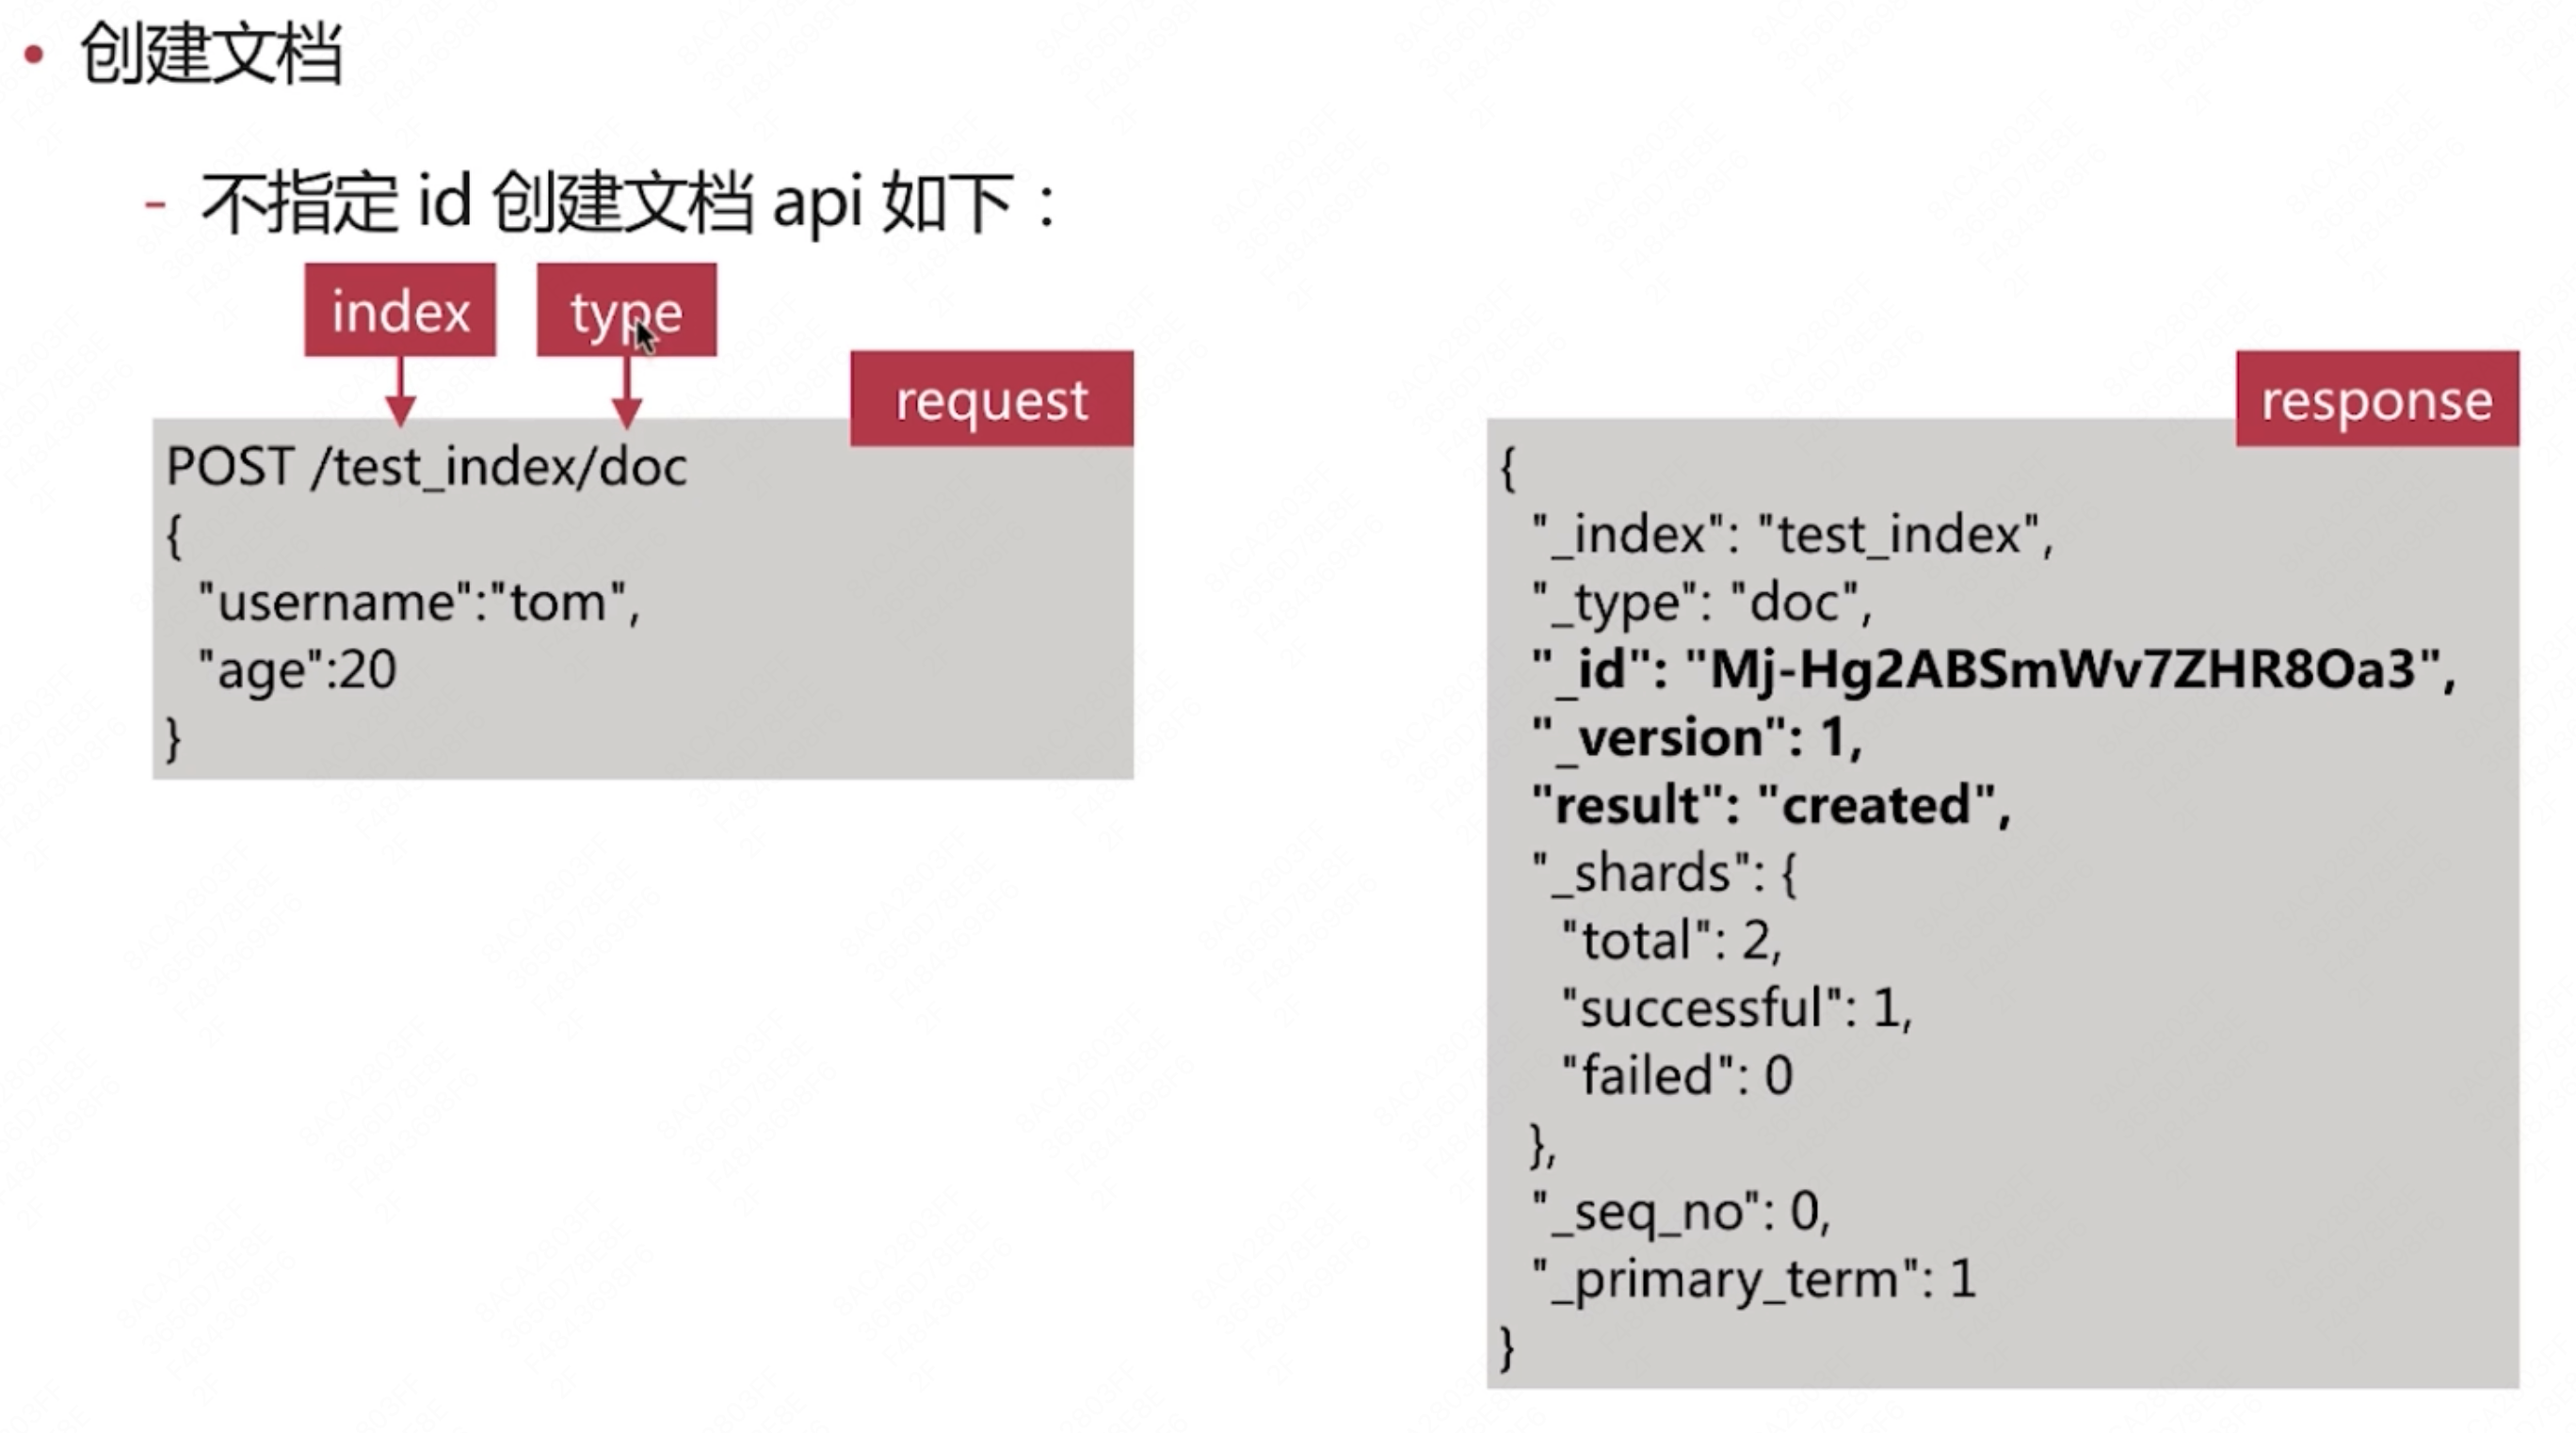 创建文档
不指定 id 创建文档 api 如下：
index
type
request
POST /test_index/doc
{
"username":"tom",
"age":20
}
response
{
"_index": "test_index",
"_type": "doc",
"_id": "Mj-Hg2ABSmWv7ZHR8Oa3",
"_version": 1,
"result": "created",
"_shards": {
"total": 2,
"successful": 1,
"failed": 0
},
"_seq_no": 0,
"_primary_term": 1
}